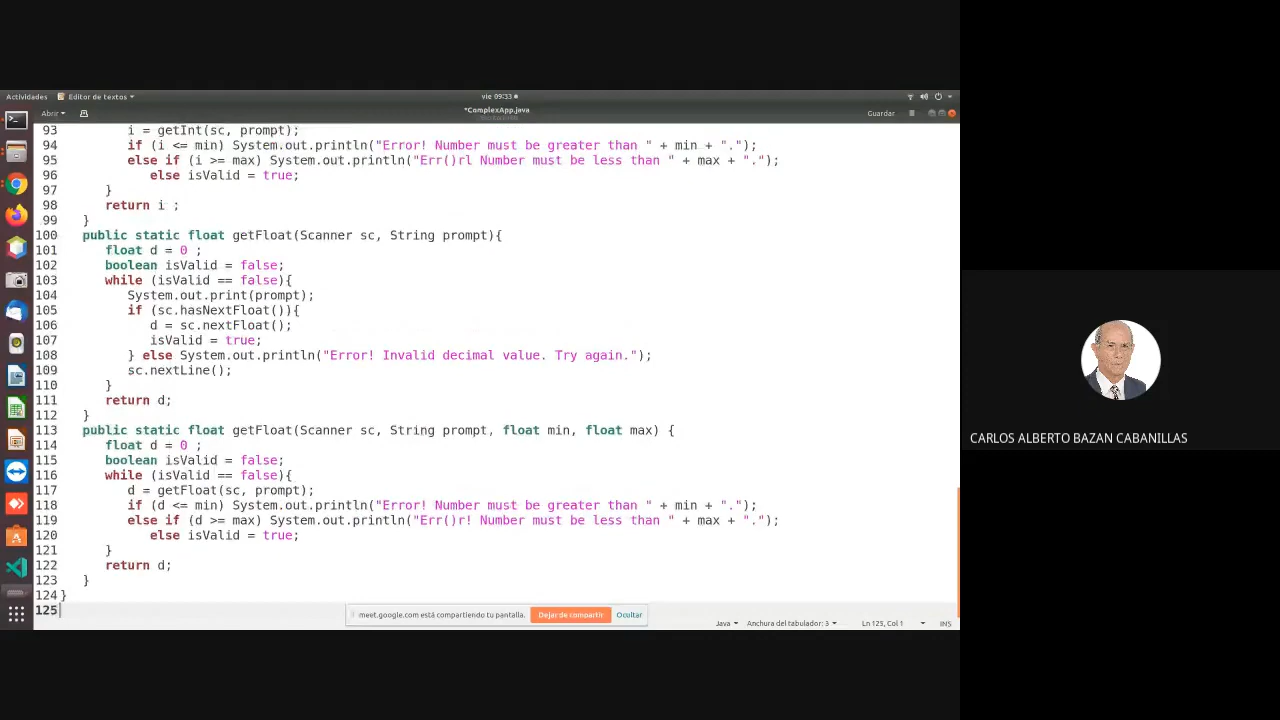 Actividades Editor de textos vie 09:33
*ComplexApp.java
Abrir Guardar
93 i = getInt(sc, prompt);
94 if (i <= min) System.out.println("Error! Number must be greater than " + min + ".");
95 else if (i >= max) System.out.println("Err()rl Number must be less than " + max + ".");
96 else isValid = true;
97 }
98 return i ;
99 }
100 public static float getFloat(Scanner sc, String prompt){
101 float d = 0 ;
102 boolean isValid = false;
103 while (isValid == false){
104 System.out.print(prompt);
105 if (sc.hasNextFloat()){
106 d = sc.nextFloat();
107 isValid = true;
108 } else System.out.println("Error! Invalid decimal value. Try again.");
109 sc.nextLine();
110 }
111 return d;
112 }
113 public static float getFloat(Scanner sc, String prompt, float min, float max) {
114 float d = 0 ;
115 boolean isValid = false;
116 while (isValid == false){
117 d = getFloat(sc, prompt);
118 if (d <= min) System.out.println("Error! Number must be greater than " + min + ".");
119 else if (d >= max) System.out.println("Err()r! Number must be less than " + max + ".");
120 else isValid = true;
121 }
122 return d;
123 }
124 }
125
meet.google.com está compartiendo tu pantalla. Dejar de compartir Ocultar
Java Anchura del tabulador: 3 Ln 125, Col 1 INS
CARLOS ALBERTO BAZAN CABANILLAS